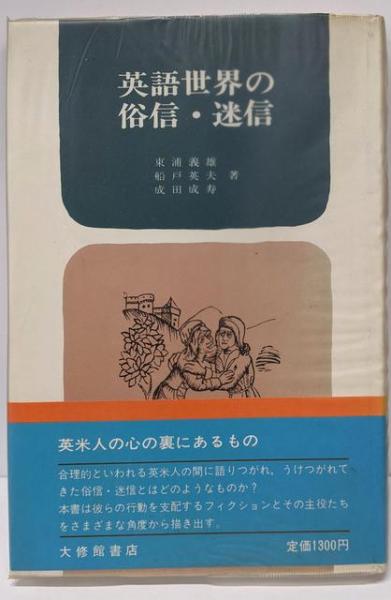 英語世界の
俗信・迷信
東浦義雄
船戸英夫 著
成田成寿
英米人の心の裏にあるもの
合理的といわれる英米人の間に語りつがれ，うけつがれて
きた俗信・迷信とはどのようなものか？
本書は彼らの行動を支配するフィクションとその主役たち
をさまざまな角度から描き出す。
大修館書店 定価1300円